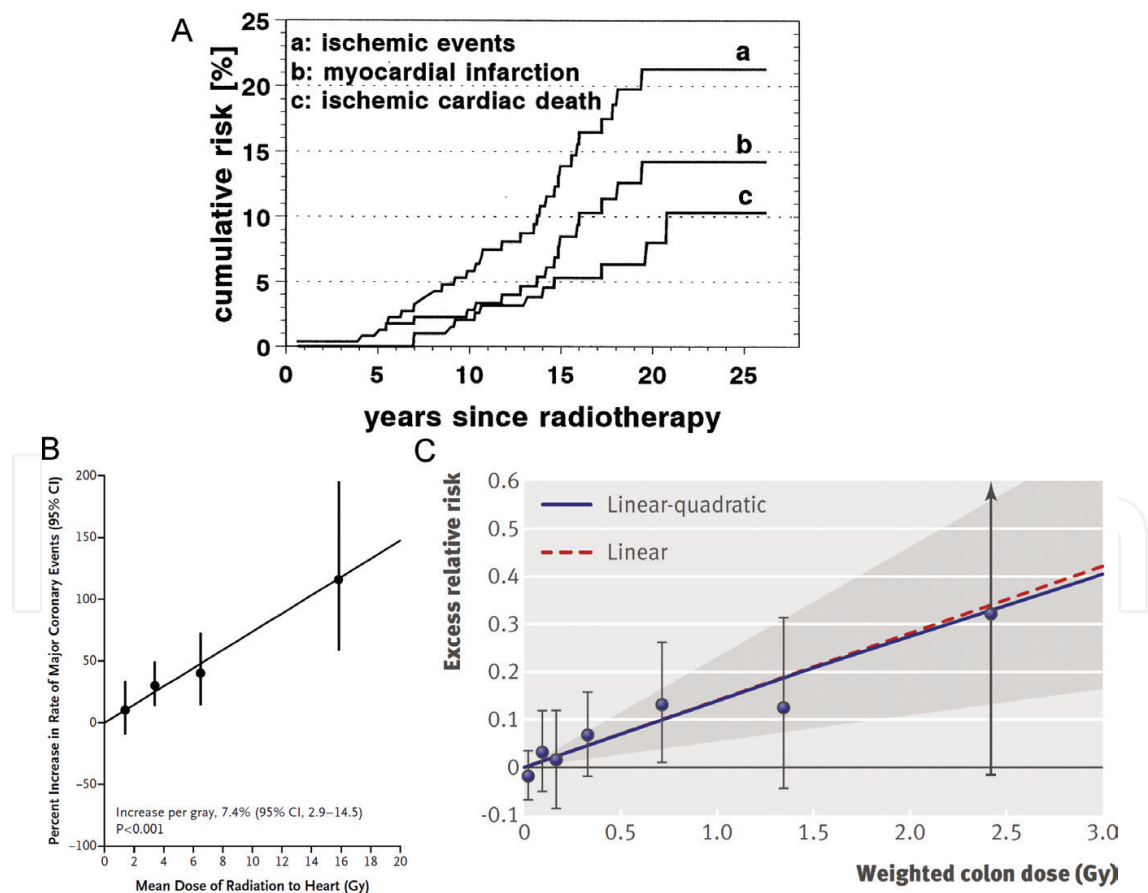 A
cumulative risk [%]
25
20
15
10
5
0
a: ischemic events
b: myocardial infarction
c: ischemic cardiac death
a
b
c
0 5 10 15 20 25
years since radiotherapy
B
Percent Increase in Rate of Major Coronary Events (95% CI)
200
150
100
50
0
−50
−100
Increase per gray, 7.4% (95% CI, 2.9–14.5)
P<0.001
0 2 4 6 8 10 12 14 16 18 20
Mean Dose of Radiation to Heart (Gy)
C
Excess relative risk
0.6
0.5
0.4
0.3
0.2
0.1
0
-0.1
Linear-quadratic
Linear
0 0.5 1.0 1.5 2.0 2.5 3.0
Weighted colon dose (Gy)